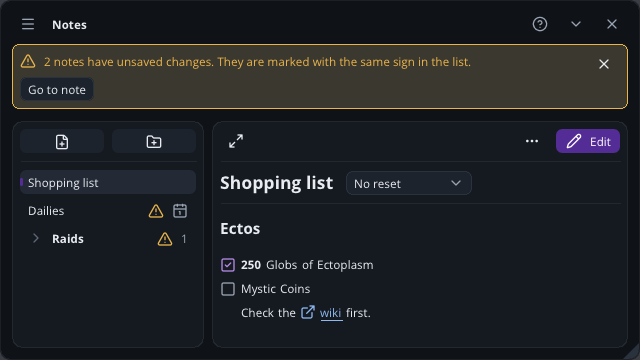 Notes
2 notes have unsaved changes. They are marked with the same sign in the list.
Go to note
Edit
Shopping list
Dailies
Raids 1
Shopping list No reset
Ectos
250 Globs of Ectoplasm
Mystic Coins
Check the wiki first.